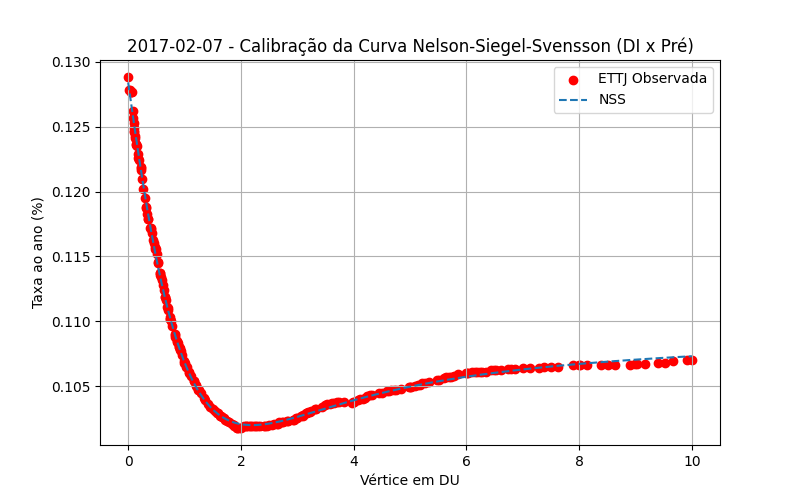 2017-02-07 - Calibração da Curva Nelson-Siegel-Svensson (DI x Pré)
0.130
0.125
0.120
0.115
0.110
0.105
Taxa ao ano (%)
ETTJ Observada
NSS
0
2
4
6
8
10
Vértice em DU